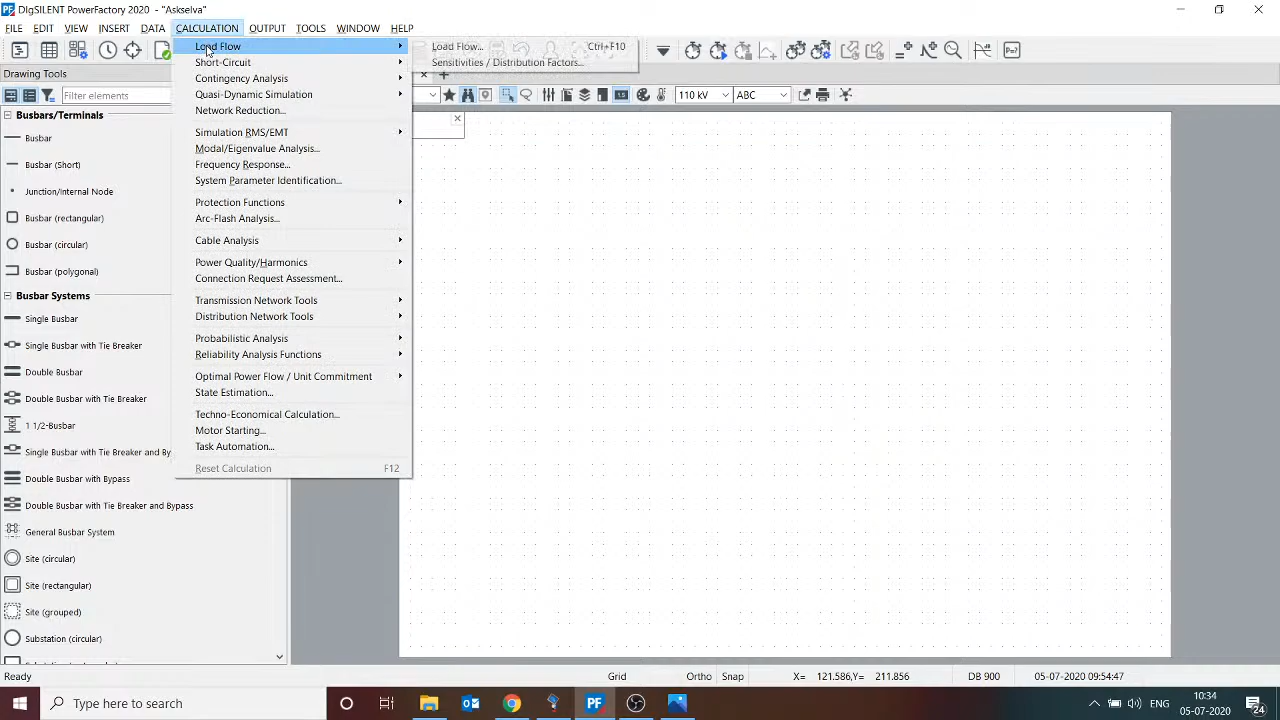 DIgSILENT PowerFactory 2020 - "Askselva"
FILE EDIT VIEW INSERT DATA CALCULATION OUTPUT TOOLS WINDOW HELP
Load Flow
Short-Circuit
Contingency Analysis
Quasi-Dynamic Simulation
Network Reduction...
Simulation RMS/EMT
Modal/Eigenvalue Analysis...
Frequency Response...
System Parameter Identification...
Protection Functions
Arc-Flash Analysis...
Cable Analysis
Power Quality/Harmonics
Connection Request Assessment...
Transmission Network Tools
Distribution Network Tools
Probabilistic Analysis
Reliability Analysis Functions
Optimal Power Flow / Unit Commitment
State Estimation...
Techno-Economical Calculation...
Motor Starting...
Task Automation...
Reset Calculation F12
Load Flow... Ctrl+F10
Sensitivities / Distribution Factors...
110 kV ABC
Drawing Tools
Filter elements
Busbars/Terminals
Busbar
Busbar (Short)
Junction/Internal Node
Busbar (rectangular)
Busbar (circular)
Busbar (polygonal)
Busbar Systems
Single Busbar
Single Busbar with Tie Breaker
Double Busbar
Double Busbar with Tie Breaker
1 1/2-Busbar
Single Busbar with Tie Breaker and By
Double Busbar with Bypass
Double Busbar with Tie Breaker and Bypass
General Busbar System
Site (circular)
Site (rectangular)
Site (grouped)
Substation (circular)
Ready Grid Ortho Snap X= 121.586,Y= 211.856 DB 900 05-07-2020 09:54:47
Type here to search
PF
ENG
10:34
05-07-2020
24